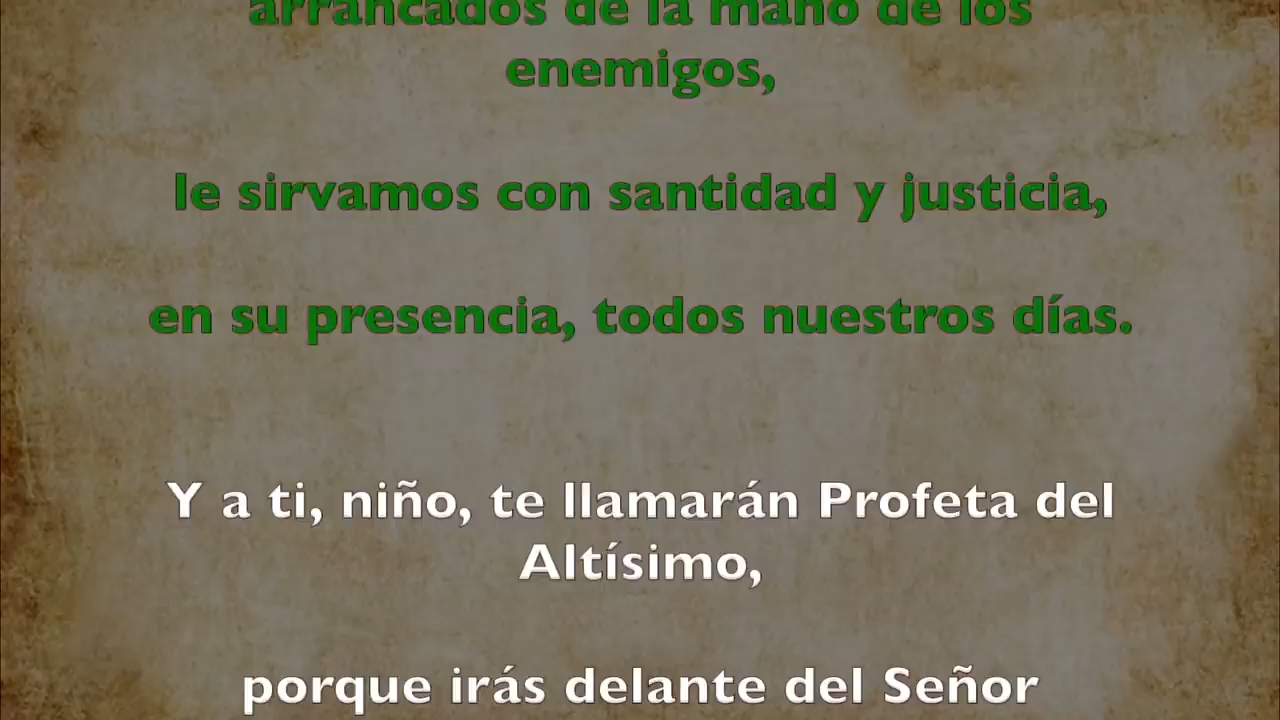 arrancados de la mano de los
enemigos,
le sirvamos con santidad y justicia,
en su presencia, todos nuestros días.
Y a ti, niño, te llamarán Profeta del
Altísimo,
porque irás delante del Señor